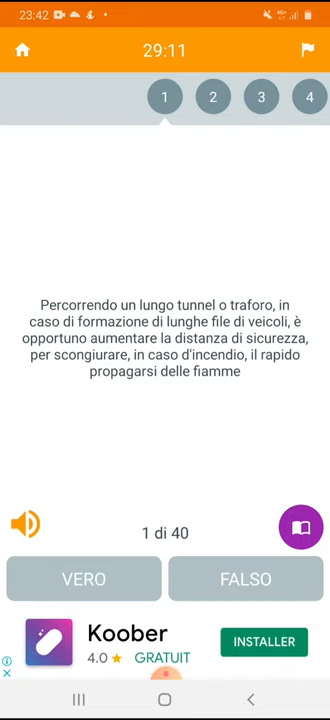 23:42
29:11
1 2 3 4
Percorrendo un lungo tunnel o traforo, in
caso di formazione di lunghe file di veicoli, è
opportuno aumentare la distanza di sicurezza,
per scongiurare, in caso d'incendio, il rapido
propagarsi delle fiamme
1 di 40
VERO FALSO
Koober
4.0 GRATUIT
INSTALLER